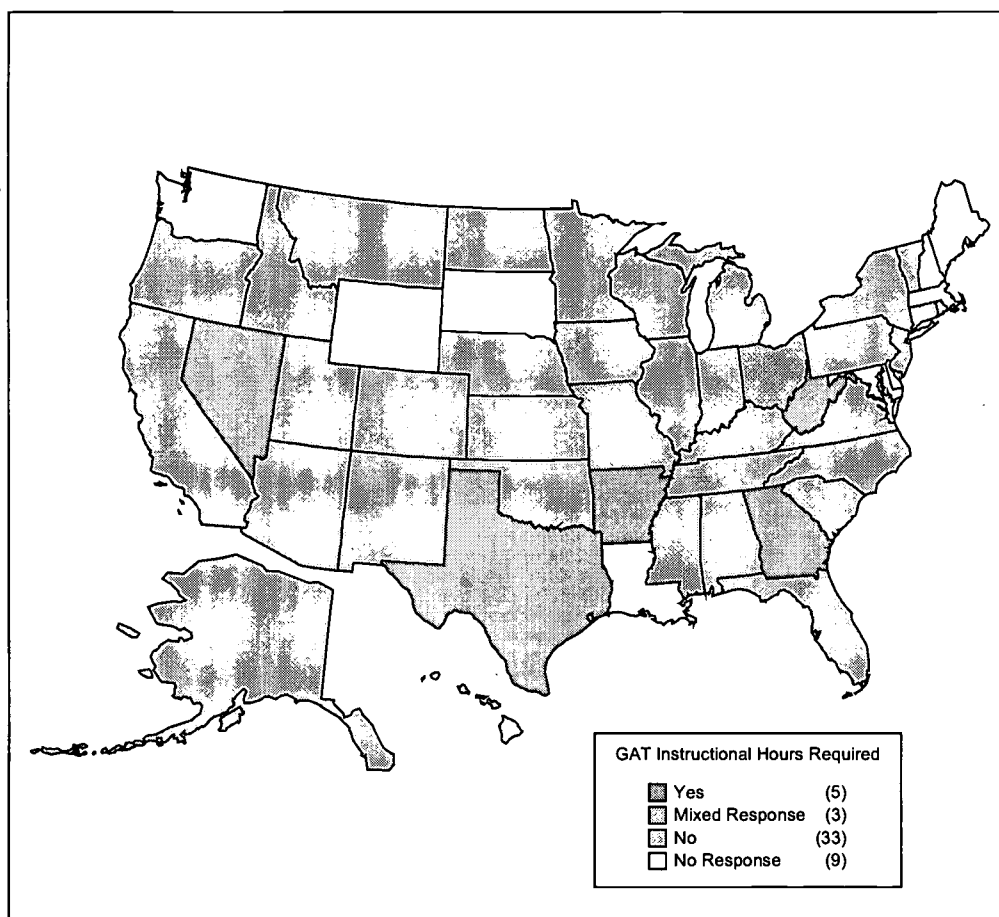 GAT Instructional Hours Required
Yes (5)
Mixed Response (3)
No (33)
No Response (9)